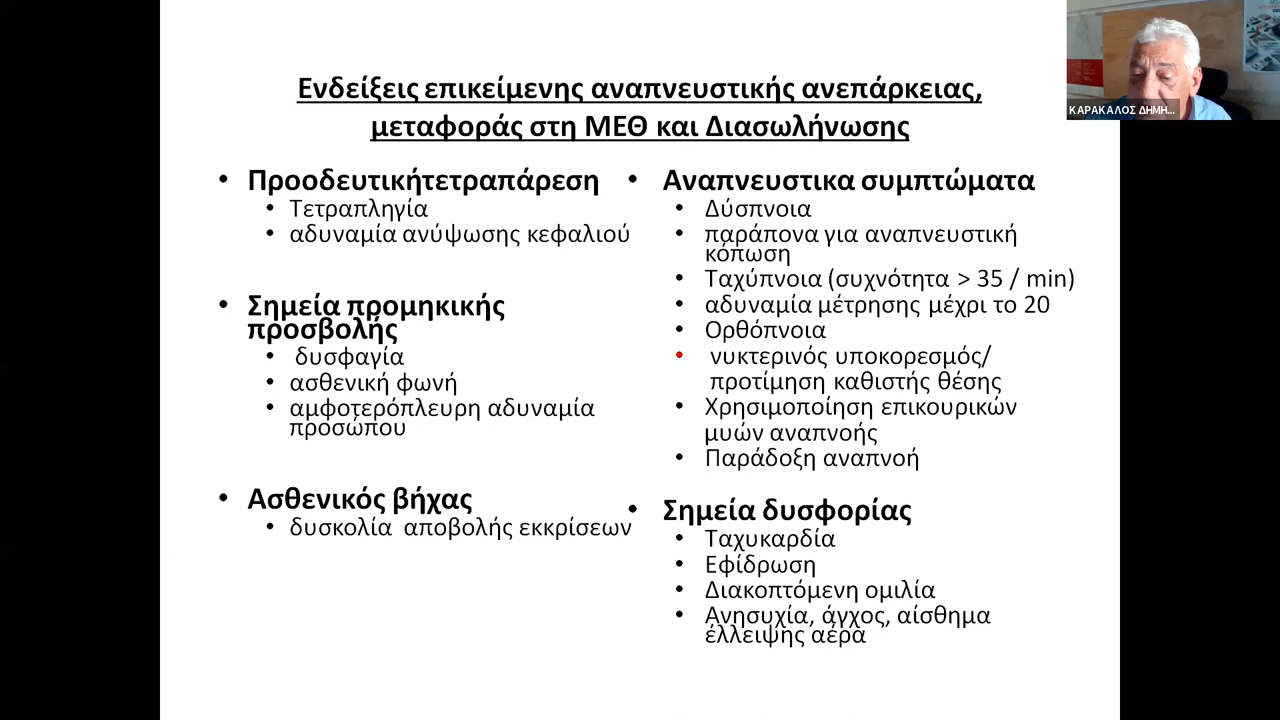 Ενδείξεις επικείμενης αναπνευστικής ανεπάρκειας,
μεταφοράς στη ΜΕΘ και Διασωλήνωσης
• Προοδευτικήτετραπάρεση
• Τετραπληγία
• αδυναμία ανύψωσης κεφαλιού
• Σημεία προμηκικής
προσβολής
• δυσφαγία
• ασθενική φωνή
• αμφοτερόπλευρη αδυναμία
προσώπου
• Ασθενικός βήχας
• δυσκολία αποβολής εκκρίσεων
• Αναπνευστικα συμπτώματα
• Δύσπνοια
• παράπονα για αναπνευστική
κόπωση
• Ταχύπνοια (συχνότητα > 35 / min)
• αδυναμία μέτρησης μέχρι το 20
• Ορθόπνοια
• νυκτερινός υποκορεσμός/
προτίμηση καθιστής θέσης
• Χρησιμοποίηση επικουρικών
μυών αναπνοής
• Παράδοξη αναπνοή
• Σημεία δυσφορίας
• Ταχυκαρδία
• Εφίδρωση
• Διακοπτόμενη ομιλία
• Ανησυχία, άγχος, αίσθημα
έλλειψης αέρα
ΚΑΡΑΚΑΛΟΣ ΔΗΜΗ...